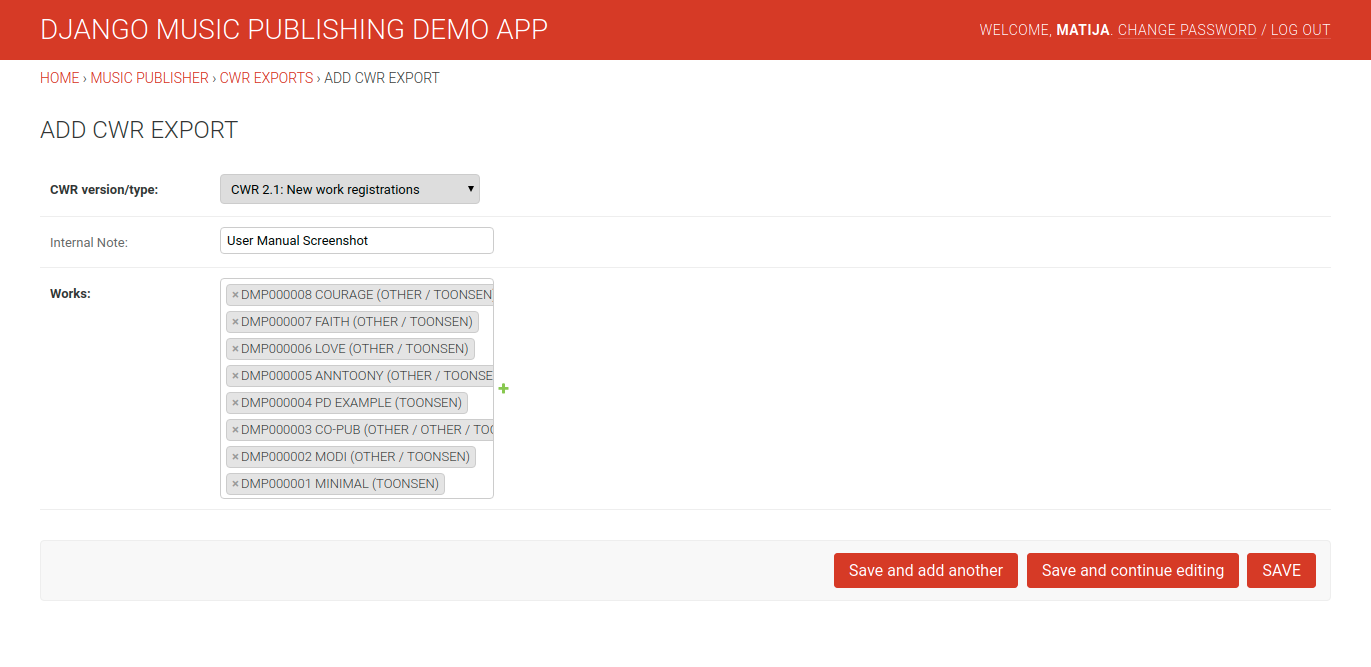 DJANGO MUSIC PUBLISHING DEMO APP
WELCOME, MATIJA. CHANGE PASSWORD / LOG OUT
HOME › MUSIC PUBLISHER › CWR EXPORTS › ADD CWR EXPORT
ADD CWR EXPORT
CWR version/type: CWR 2.1: New work registrations
Internal Note: User Manual Screenshot
Works:
×DMP000008 COURAGE (OTHER / TOONSEN)
×DMP000007 FAITH (OTHER / TOONSEN)
×DMP000006 LOVE (OTHER / TOONSEN)
×DMP000005 ANNTOONY (OTHER / TOONSE
×DMP000004 PD EXAMPLE (TOONSEN)
×DMP000003 CO-PUB (OTHER / OTHER / TOO
×DMP000002 MODI (OTHER / TOONSEN)
×DMP000001 MINIMAL (TOONSEN)
Save and add another Save and continue editing SAVE